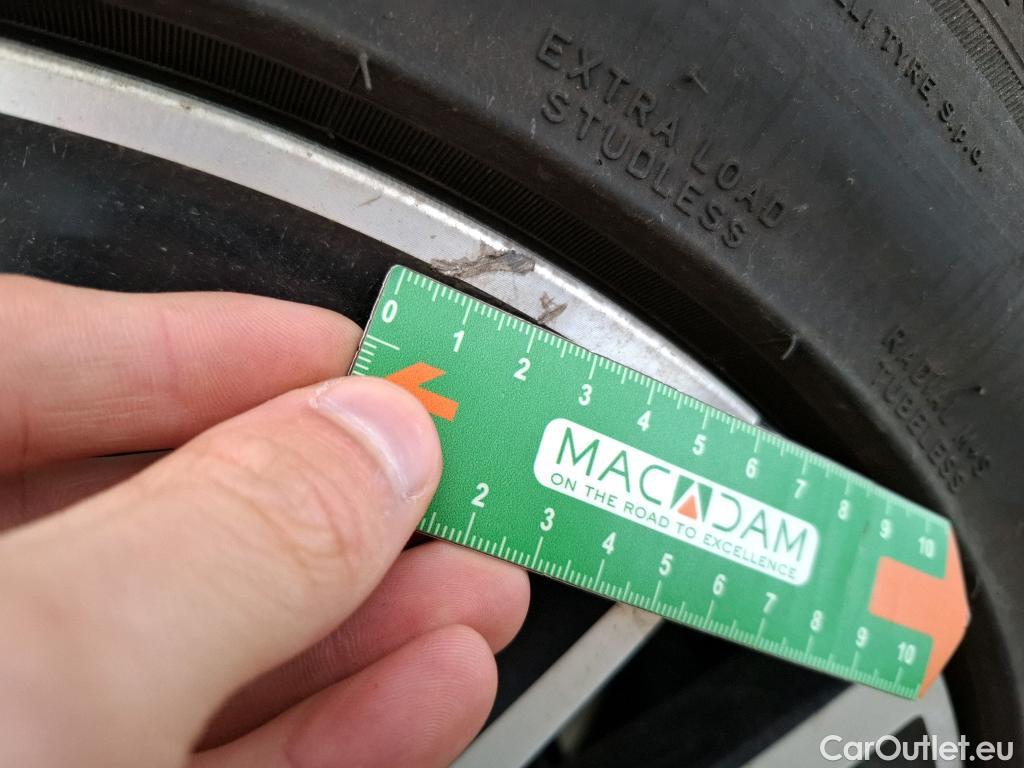 EXTRA LOAD
STUDLESS
TYRE S.p.A.
RADIAL
TUBELESS
0 1 2 3 4 5 6 7 8 9 10
MACADAM
ON THE ROAD TO EXCELLENCE
2 3 4 5 6 7 8 9 10
CarOutlet.eu